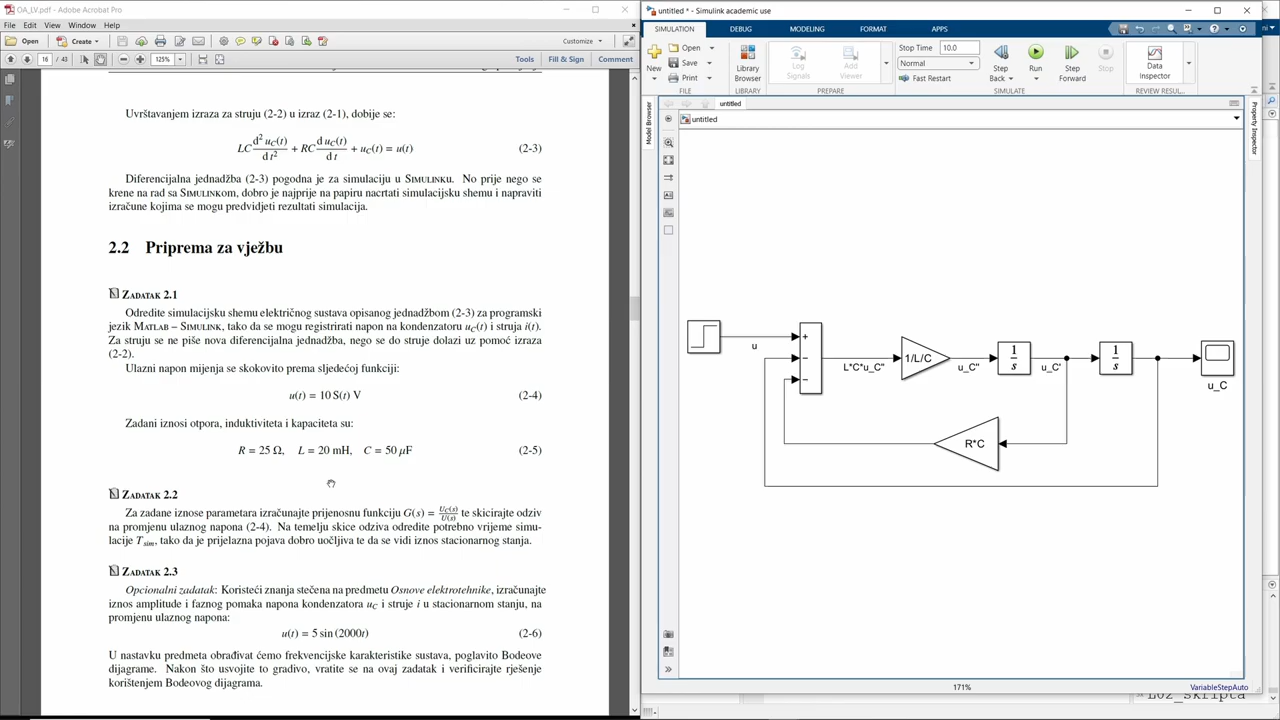 OA_LV.pdf - Adobe Acrobat Pro
File Edit View Window Help
Open Create Customize
16 / 43 125% Tools Fill & Sign Comment
Uvrštavanjem izraza za struju (2-2) u izraz (2-1), dobije se:
LC d² u_C(t)/d t² + RC d u_C(t)/d t + u_C(t) = u(t) (2-3)
Diferencijalna jednadžba (2-3) pogodna je za simulaciju u SIMULINKU. No prije nego se
krene na rad sa SIMULINKOM, dobro je najprije na papiru nacrtati simulacijsku shemu i napraviti
izračune kojima se mogu predvidjeti rezultati simulacija.
2.2 Priprema za vježbu
ZADATAK 2.1
Odredite simulacijsku shemu električnog sustava opisanog jednadžbom (2-3) za programski
jezik MATLAB – SIMULINK, tako da se mogu registrirati napon na kondenzatoru u_C(t) i struja i(t).
Za struju se ne piše nova diferencijalna jednadžba, nego se do struje dolazi uz pomoć izraza
(2-2).
Ulazni napon mijenja se skokovito prema sljedećoj funkciji:
u(t) = 10 S(t) V (2-4)
Zadani iznosi otpora, induktiviteta i kapaciteta su:
R = 25 Ω, L = 20 mH, C = 50 μF (2-5)
ZADATAK 2.2
Za zadane iznose parametara izračunajte prijenosnu funkciju G(s) = U_C(s)/U(s) te skicirajte odziv
na promjenu ulaznog napona (2-4). Na temelju skice odziva odredite potrebno vrijeme simu-
lacije T_sim, tako da je prijelazna pojava dobro uočljiva te da se vidi iznos stacionarnog stanja.
ZADATAK 2.3
Opcionalni zadatak: Koristeći znanja stečena na predmetu Osnove elektrotehnike, izračunajte
iznos amplitude i faznog pomaka napona kondenzatora u_C i struje i u stacionarnom stanju, na
promjenu ulaznog napona:
u(t) = 5 sin (2000t) (2-6)
U nastavku predmeta obrađivat ćemo frekvencijske karakteristike sustava, poglavito Bodeove
dijagrame. Nakon što usvojite to gradivo, vratite se na ovaj zadatak i verificirajte rješenje
korištenjem Bodeovog dijagrama.
untitled * - Simulink academic use
SIMULATION DEBUG MODELING FORMAT APPS
New
Open
Save
Print
FILE
Library
Browser
LIBRARY
Log
Signals
Add
Viewer
PREPARE
Stop Time 10.0
Normal
Fast Restart
Step
Back
Run
Step
Forward
Stop
SIMULATE
Data
Inspector
REVIEW RESUL...
Model Browser
untitled
untitled
Property Inspector
+
−
−
u
L*C*u_C"
1/L/C
u_C"
1
s
u_C'
1
s
u_C
R*C
171%
VariableStepAuto
L02_skripta